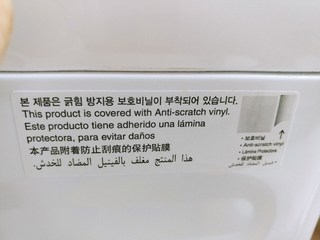 본 제품은 긁힘 방지용 보호비닐이 부착되어 있습니다.
This product is covered with Anti-scratch vinyl.
Este producto tiene adherido una lámina
protectora, para evitar daños
本产品附着防止刮痕的保护贴膜
هذا المنتج مغلف بالفينيل المضاد للخدش.
• 보호비닐
• Anti-scratch vinyl
• Lámina Protectora
• 保护贴膜
• فينيل المضاد للخدش